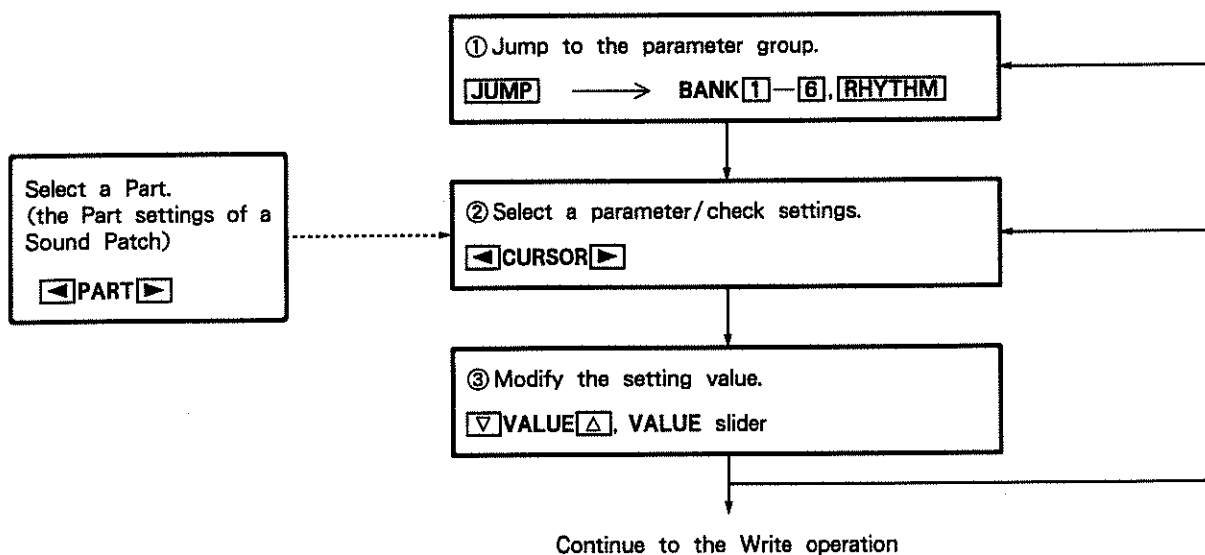 ①Jump to the parameter group.
JUMP → BANK 1 — 6, RHYTHM
Select a Part.
(the Part settings of a
Sound Patch)
◄ PART ►
②Select a parameter/check settings.
◄ CURSOR ►
③Modify the setting value.
▽ VALUE △, VALUE slider
Continue to the Write operation